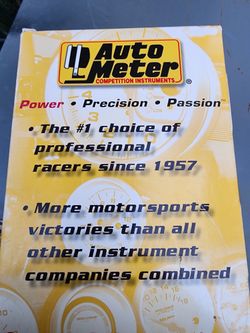 Auto
Meter
COMPETITION INSTRUMENTS ®
Power • Precision • Passion™
• The #1 choice of
professional
racers since 1957
• More motorsports
victories than all
other instrument
companies combined